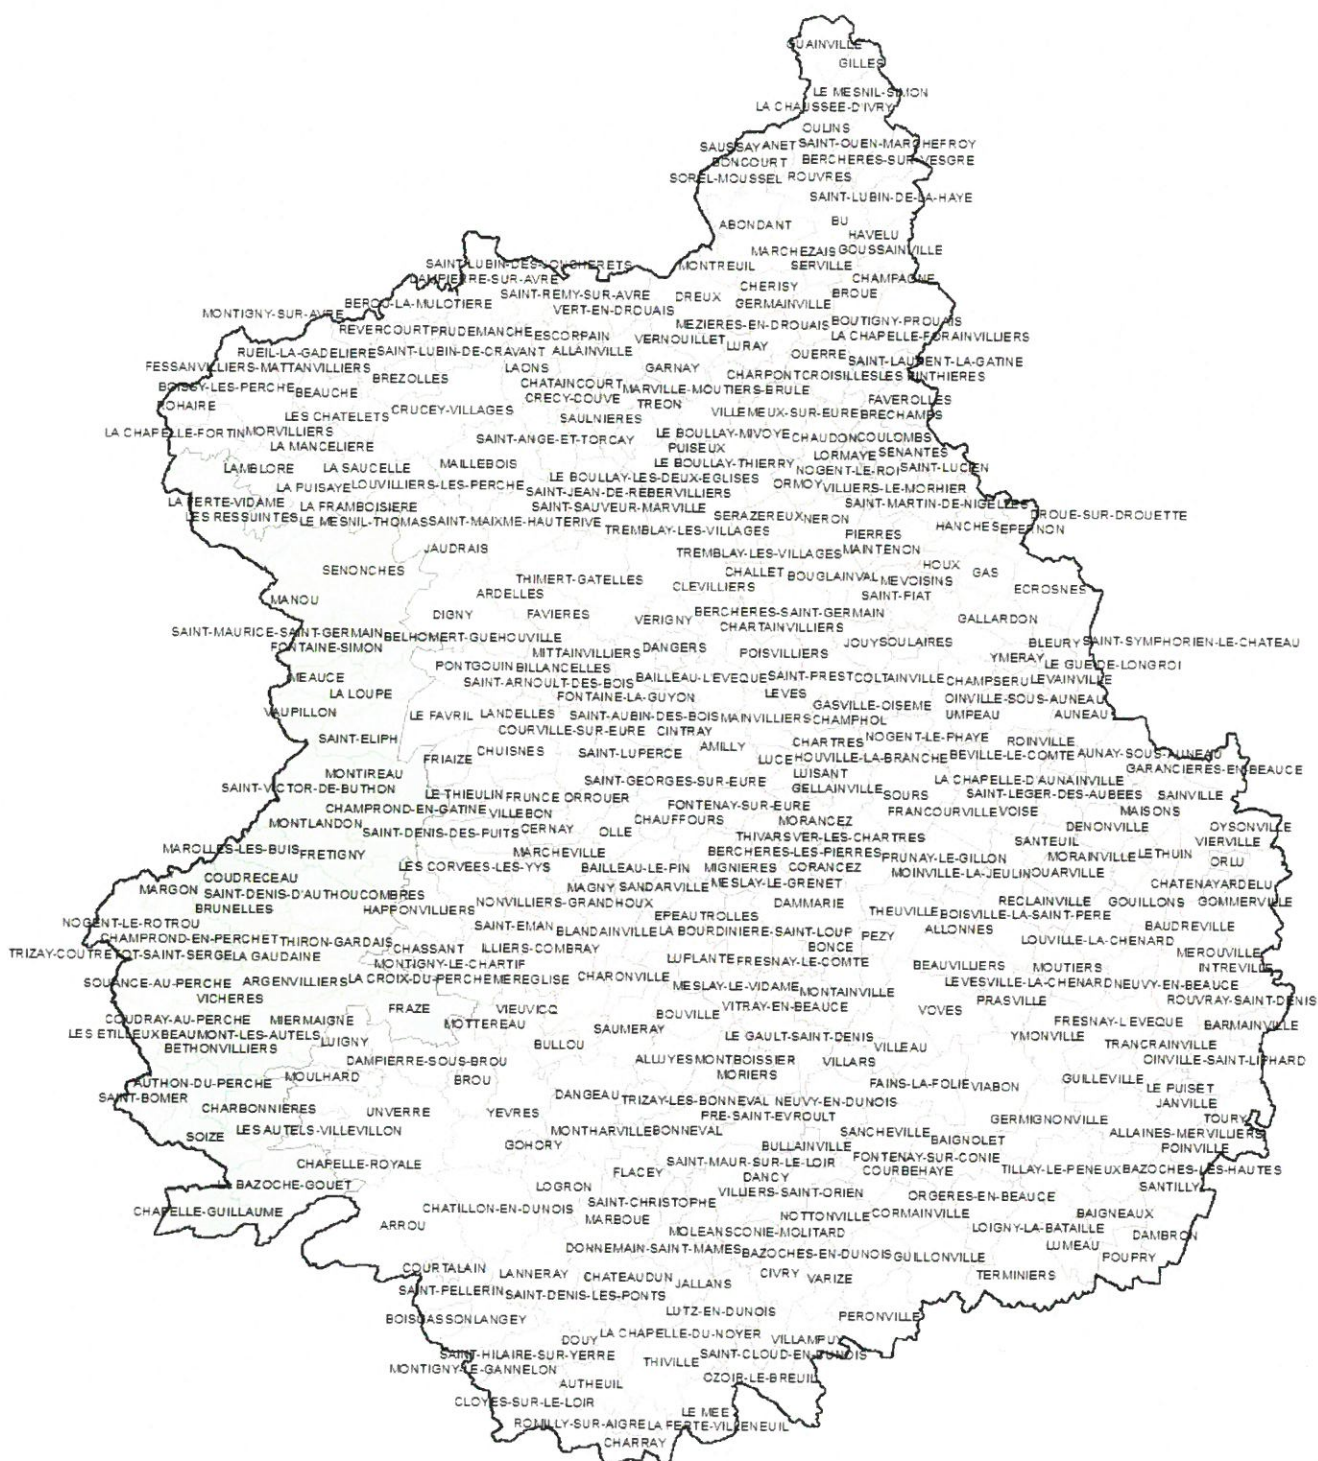 GUAINVILLE
GILLES
LE MESNIL-SIMON
LA CHAUSSEE-D'IVRY
OULINS
SAUSSAY ANET SAINT-OUEN-MARCHEFROY
BONCOURT BERCHERES-SUR-VESGRE
SOREL-MOUSSEL ROUVRES
SAINT-LUBIN-DE-LA-HAYE
ABONDANT BU
HAVELU
MARCHEZAIS GOUSSAINVILLE
SAINT-LUBIN-DES-JONCHERETS MONTREUIL SERVILLE
DAMPIERRE-SUR-AVRE CHERISY CHAMPAGNE
BEROU-LA-MULOTIERE SAINT-REMY-SUR-AVRE DREUX GERMAINVILLE BROUE
MONTIGNY-SUR-AVRE VERT-EN-DROUAIS
REVERCOURT PRUDEMANCHE ESCORPAIN VERNOUILLET MEZIERES-EN-DROUAIS BOUTIGNY-PROUAIS
LURAY LA CHAPELLE-FORAINVILLIERS
RUEIL-LA-GADELIERE SAINT-LUBIN-DE-CRAVANT ALLAINVILLE OUERRE
FESSANVILLIERS-MATTANVILLIERS LAONS GARNAY SAINT-LAURENT-LA-GATINE
BREZOLLES CHARPONT CROISILLES LES PINTHIERES
BOISSY-LES-PERCHE BEAUCHE CHATAINCOURT MARVILLE-MOUTIERS-BRULE
ROHAIRE CRECY-COUVE TREON FAVEROLLES
LES CHATELETS CRUCEY-VILLAGES SAULNIERES VILLEMEUX-SUR-EURE BRECHAMPS
LA CHAPELLE-FORTIN MORVILLIERS LE BOULLAY-MIVOYE CHAUDON COULOMBS
LA MANCELIERE SAINT-ANGE-ET-TORCAY PUISEUX
LORMAYE SENANTES
LAMBLORE LA SAUCELLE MAILLEBOIS LE BOULLAY-THIERRY NOGENT-LE-ROI SAINT-LUCIEN
LE BOULLAY-LES-DEUX-EGLISES
LA PUISAYE LOUVILLIERS-LES-PERCHE SAINT-JEAN-DE-REBERVILLIERS ORMOY VILLIERS-LE-MORHIER
LA FERTE-VIDAME LA FRAMBOISIERE SAINT-SAUVEUR-MARVILLE SAINT-MARTIN-DE-NIGELLES
LES RESSUINTES LE MESNIL-THOMAS SAINT-MAIXME-HAUTERIVE SERAZEREUX NERON DROUE-SUR-DROUETTE
TREMBLAY-LES-VILLAGES PIERRES HANCHES EPERNON
JAUDRAIS TREMBLAY-LES-VILLAGES MAINTENON
SENONCHES THIMERT-GATELLES CHALLET BOUGLAINVAL MEVOISINS HOUX GAS
MANOU ARDELLES CLEVILLIERS SAINT-PIAT ECROSNES
DIGNY FAVIERES VERIGNY BERCHERES-SAINT-GERMAIN GALLARDON
CHARTAINVILLIERS
SAINT-MAURICE-SAINT-GERMAIN BELHOMERT-GUEHOUVILLE JOUY SOULAIRES BLEURY SAINT-SYMPHORIEN-LE-CHATEAU
FONTAINE-SIMON MITTAINVILLIERS DANGERS POISVILLIERS YMERAY
PONTGOUIN BILLANCELLES LE GUE-DE-LONGROI
MEAUCE SAINT-ARNOULT-DES-BOIS BAILLEAU-L'EVEQUE SAINT-PREST COLTAINVILLE CHAMPSERU LEVAINVILLE
LA LOUPE FONTAINE-LA-GUYON LEVES OINVILLE-SOUS-AUNEAU
VAUPILLON LE FAVRIL LANDELLES SAINT-AUBIN-DES-BOIS MAINVILLIERS CHAMPHOL GASVILLE-OISEME UMPEAU AUNEAU
COURVILLE-SUR-EURE CINTRAY
SAINT-ELIPH CHUISNES SAINT-LUPERCE AMILLY CHARTRES NOGENT-LE-PHAYE ROINVILLE
FRIAIZE LUCE HOUVILLE-LA-BRANCHE BEVILLE-LE-COMTE AUNAY-SOUS-AUNEAU
MONTIREAU LUISANT GARANCIERES-EN-BEAUCE
SAINT-VICTOR-DE-BUTHON SAINT-GEORGES-SUR-EURE GELLAINVILLE LA CHAPELLE-D'AUNAINVILLE
LE THIEULIN FRUNCE ORROUER SOURS SAINT-LEGER-DES-AUBEES SAINVILLE
CHAMPROND-EN-GATINE VILLEBON FONTENAY-SUR-EURE FRANCOURVILLE VOISE MAISONS
MONTLANDON SAINT-DENIS-DES-PUITS CERNAY OLLE CHAUFFOURS MORANCEZ DENONVILLE OYSONVILLE
THIVARS VER-LES-CHARTRES SANTEUIL VIERVILLE
MAROLLES-LES-BUIS FRETIGNY MARCHEVILLE BERCHERES-LES-PIERRES PRUNAY-LE-GILLON MORAINVILLE LETHUIN ORLU
LES CORVEES-LES-YYS BAILLEAU-LE-PIN MIGNIERES CORANCEZ MOINVILLE-LA-JEULIN OUARVILLE
COUDRECEAU
MARGON SAINT-DENIS-D'AUTHOU COMBRES MAGNY SANDARVILLE MESLAY-LE-GRENET CHATENAY ARDELU
BRUNELLES HAPPONVILLIERS NONVILLIERS-GRANDHOUX DAMMARIE THEUVILLE RECLAINVILLE GOUILLONS GOMMERVILLE
NOGENT-LE-ROTROU SAINT-EMAN EPEAUTROLLES BOISVILLE-LA-SAINT-PERE BAUDREVILLE
CHAMPROND-EN-PERCHET THIRON-GARDAIS CHASSANT ILLIERS-COMBRAY BLANDAINVILLE LA BOURDINIERE-SAINT-LOUP PEZY ALLONNES LOUVILLE-LA-CHENARD
TRIZAY-COUTRETOT-SAINT-SERGE LA GAUDAINE MONTIGNY-LE-CHARTIF LUPLANTE FRESNAY-LE-COMTE BONCE BEAUVILLIERS MOUTIERS MEROUVILLE
INTREVILLE
SOUANCE-AU-PERCHE ARGENVILLIERS LA CROIX-DU-PERCHE MEREGLISE CHARONVILLE MESLAY-LE-VIDAME MONTAINVILLE LEVESVILLE-LA-CHENARD NEUVY-EN-BEAUCE
VICHERES FRAZE VIEUVICQ BOUVILLE VITRAY-EN-BEAUCE VOVES PRASVILLE ROUVRAY-SAINT-DENIS
COUDRAY-AU-PERCHE MIERMAIGNE MOTTEREAU SAUMERAY FRESNAY-L'EVEQUE BARMAINVILLE
LES ETILLEUX BEAUMONT-LES-AUTELS LUIGNY BULLOU LE GAULT-SAINT-DENIS VILLEAU YMONVILLE TRANCRAINVILLE
BETHONVILLIERS DAMPIERRE-SOUS-BROU ALLUYES MONTBOISSIER VILLARS OINVILLE-SAINT-LIPHARD
AUTHON-DU-PERCHE MOULHARD BROU MORIERS FAINS-LA-FOLIE VIABON GUILLEVILLE LE PUISET
SAINT-BOMER DANGEAU TRIZAY-LES-BONNEVAL NEUVY-EN-DUNOIS JANVILLE
CHARBONNIERES UNVERRE YEVRES PRE-SAINT-EVROULT GERMIGNONVILLE TOURY
SOIZE LES AUTELS-VILLEVILLON MONTHARVILLE BONNEVAL SANCHEVILLE BAIGNOLET ALLAINES-MERVILLIERS
GOHORY BULLAINVILLE POINVILLE
CHAPELLE-ROYALE FLACEY SAINT-MAUR-SUR-LE-LOIR FONTENAY-SUR-CONIE
COURBEHAYE TILLAY-LE-PENEUX BAZOCHES-LES-HAUTES
BAZOCHE-GOUET LOGRON DANCY SANTILLY
CHAPELLE-GUILLAUME CHATILLON-EN-DUNOIS SAINT-CHRISTOPHE VILLIERS-SAINT-ORIEN ORGERES-EN-BEAUCE
ARROU MARBOUE NOTTONVILLE CORMAINVILLE BAIGNEAUX
MOLEANS CONIE-MOLITARD LOIGNY-LA-BATAILLE DAMBRON
DONNEMAIN-SAINT-MAMES BAZOCHES-EN-DUNOIS GUILLONVILLE LUMEAU POUPRY
COURTALAIN LANNERAY CHATEAUDUN JALLANS CIVRY VARIZE TERMINIERS
SAINT-PELLERIN SAINT-DENIS-LES-PONTS
BOISGASSON LANGEY LUTZ-EN-DUNOIS PERONVILLE
DOUY LA CHAPELLE-DU-NOYER VILLAMPUY
SAINT-HILAIRE-SUR-YERRE THIVILLE SAINT-CLOUD-EN-DUNOIS
MONTIGNY-LE-GANNELON AUTHEUIL OZOIR-LE-BREUIL
CLOYES-SUR-LE-LOIR LE MEE
ROMILLY-SUR-AIGRE LA FERTE-VILLENEUIL
CHARRAY